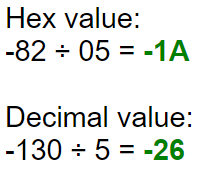 Hex value:
-82 ÷ 05 = -1A
Decimal value:
-130 ÷ 5 = -26